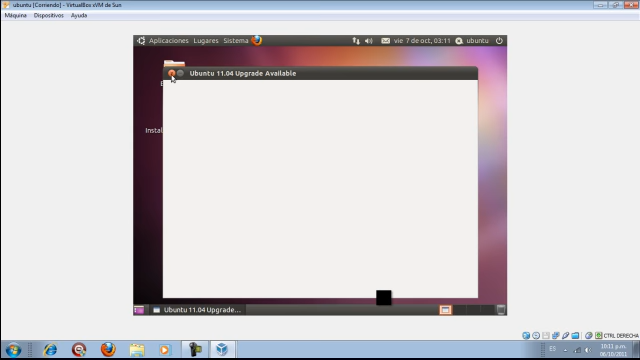 ubuntu [Corriendo] - VirtualBox xVM de Sun
Máquina Dispositivos Ayuda
Aplicaciones Lugares Sistema
vie 7 de oct, 03:11 ubuntu
Ubuntu 11.04 Upgrade Available
E
Instal
Ubuntu 11.04 Upgrade...
CTRL DERECHA
ES
10:11 p.m.
06/10/2011